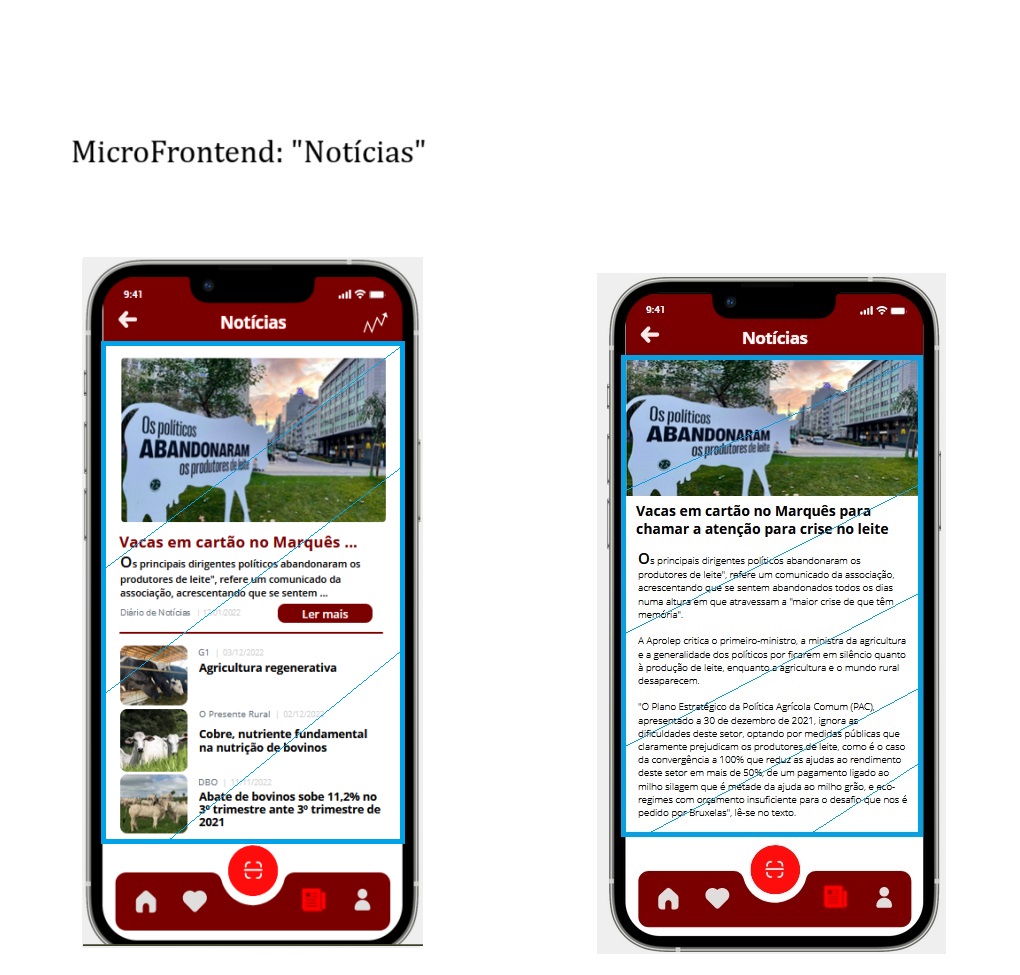 MicroFrontend: "Notícias"
9:41
Notícias
Os políticos
ABANDONARAM
os produtores de leite
Vacas em cartão no Marquês ...
Os principais dirigentes políticos abandonaram os
produtores de leite", refere um comunicado da
associação, acrescentando que se sentem ...
Diário de Notícias | /2022
Ler mais
G1 | 03/12/2022
Agricultura regenerativa
O Presente Rural | 02/12/2022
Cobre, nutriente fundamental
na nutrição de bovinos
DBO | 11/11/2022
Abate de bovinos sobe 11,2% no
3º trimestre ante 3º trimestre de
2021
9:41
Notícias
Os políticos
ABANDONARAM
os produtores de leite
Vacas em cartão no Marquês para
chamar a atenção para crise no leite
Os principais dirigentes políticos abandonaram os
produtores de leite", refere um comunicado da associação,
acrescentando que se sentem abandonados todos os dias
numa altura em que atravessam a "maior crise de que têm
memória".
A Aprolep critica o primeiro-ministro, a ministra da agricultura
e a generalidade dos políticos por ficarem em silêncio quanto
à produção de leite, enquanto a agricultura e o mundo rural
desaparecem.
"O Plano Estratégico da Política Agrícola Comum (PAC),
apresentado a 30 de dezembro de 2021, ignora as
dificuldades deste setor, optando por medidas públicas que
claramente prejudicam os produtores de leite, como é o caso
da convergência a 100% que reduz as ajudas ao rendimento
deste setor em mais de 50%, de um pagamento ligado ao
milho silagem que é metade da ajuda ao milho grão, e eco-
regimes com orçamento insuficiente para o desafio que nos é
pedido por Bruxelas", lê-se no texto.